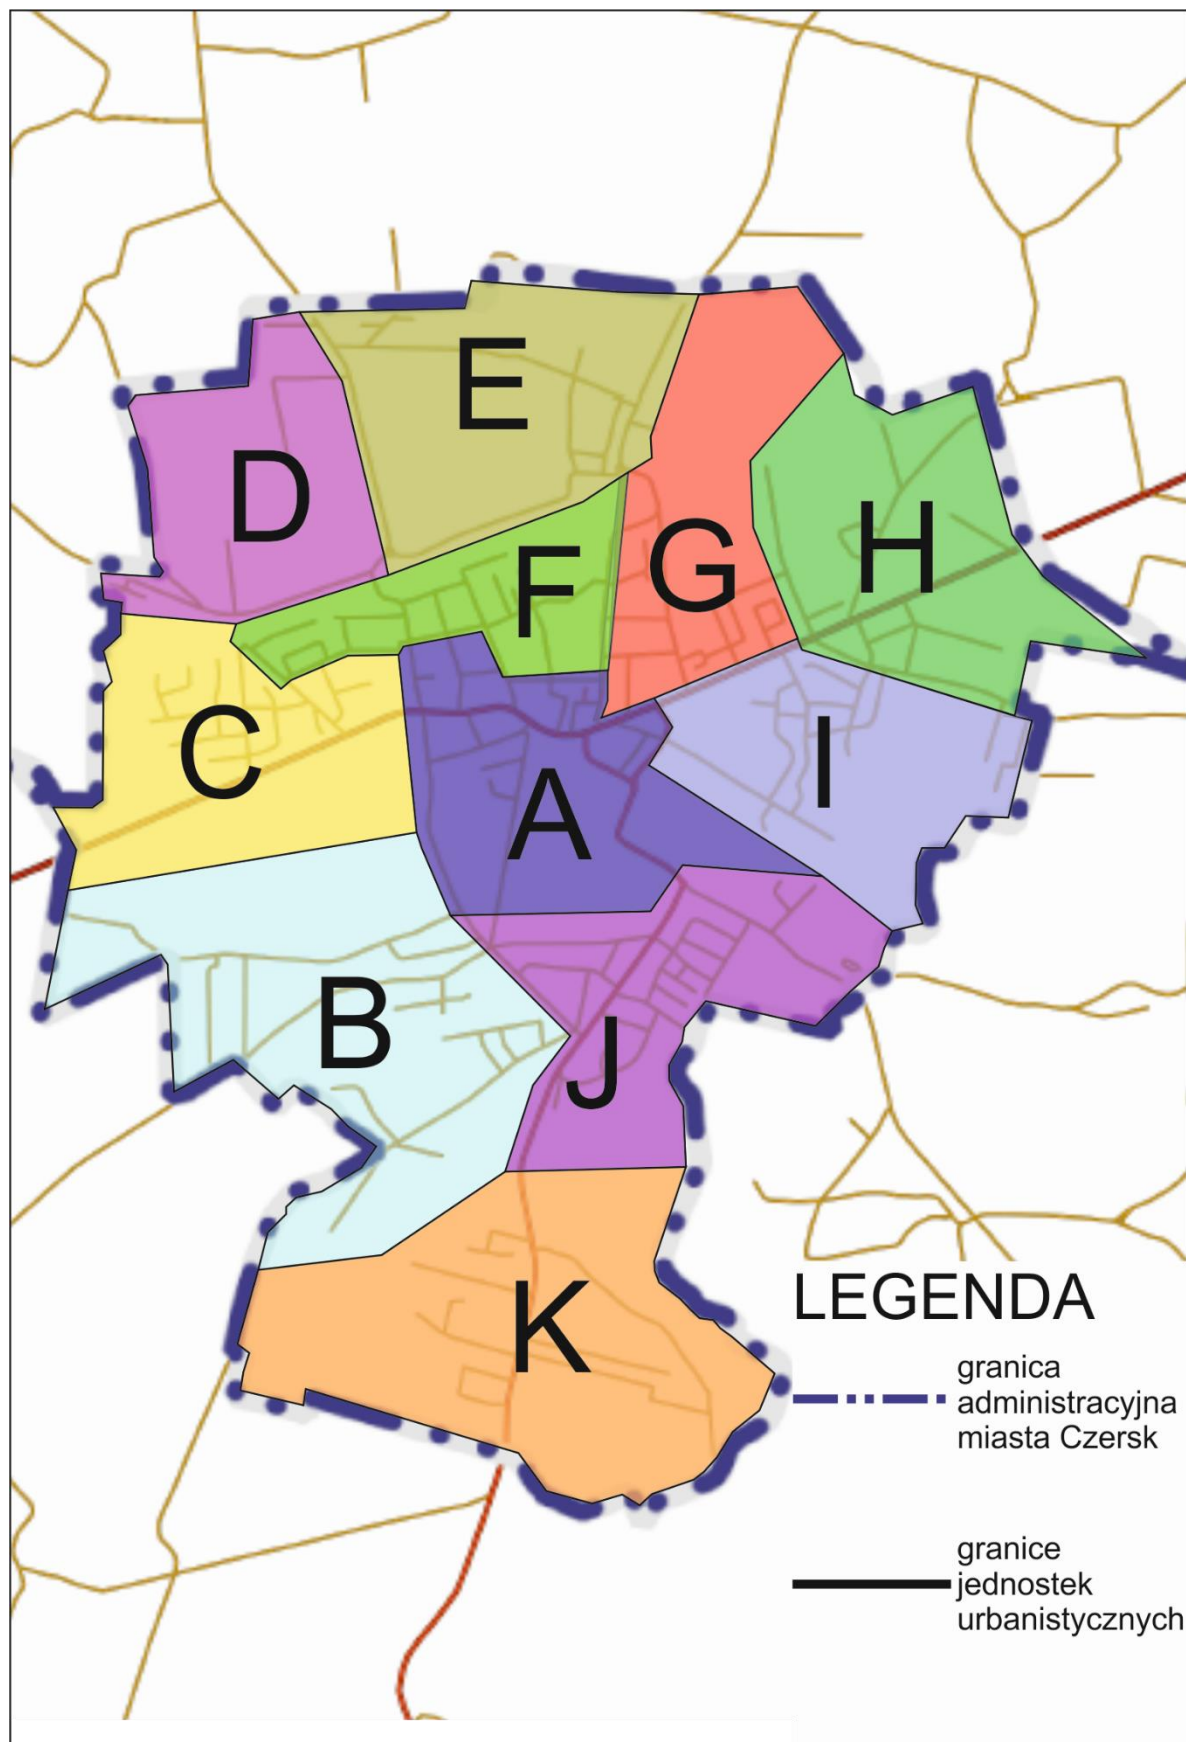 E
D
H
F
G
C
I
A
B
J
K
LEGENDA
granica
administracyjna
miasta Czersk
granice
jednostek
urbanistycznych